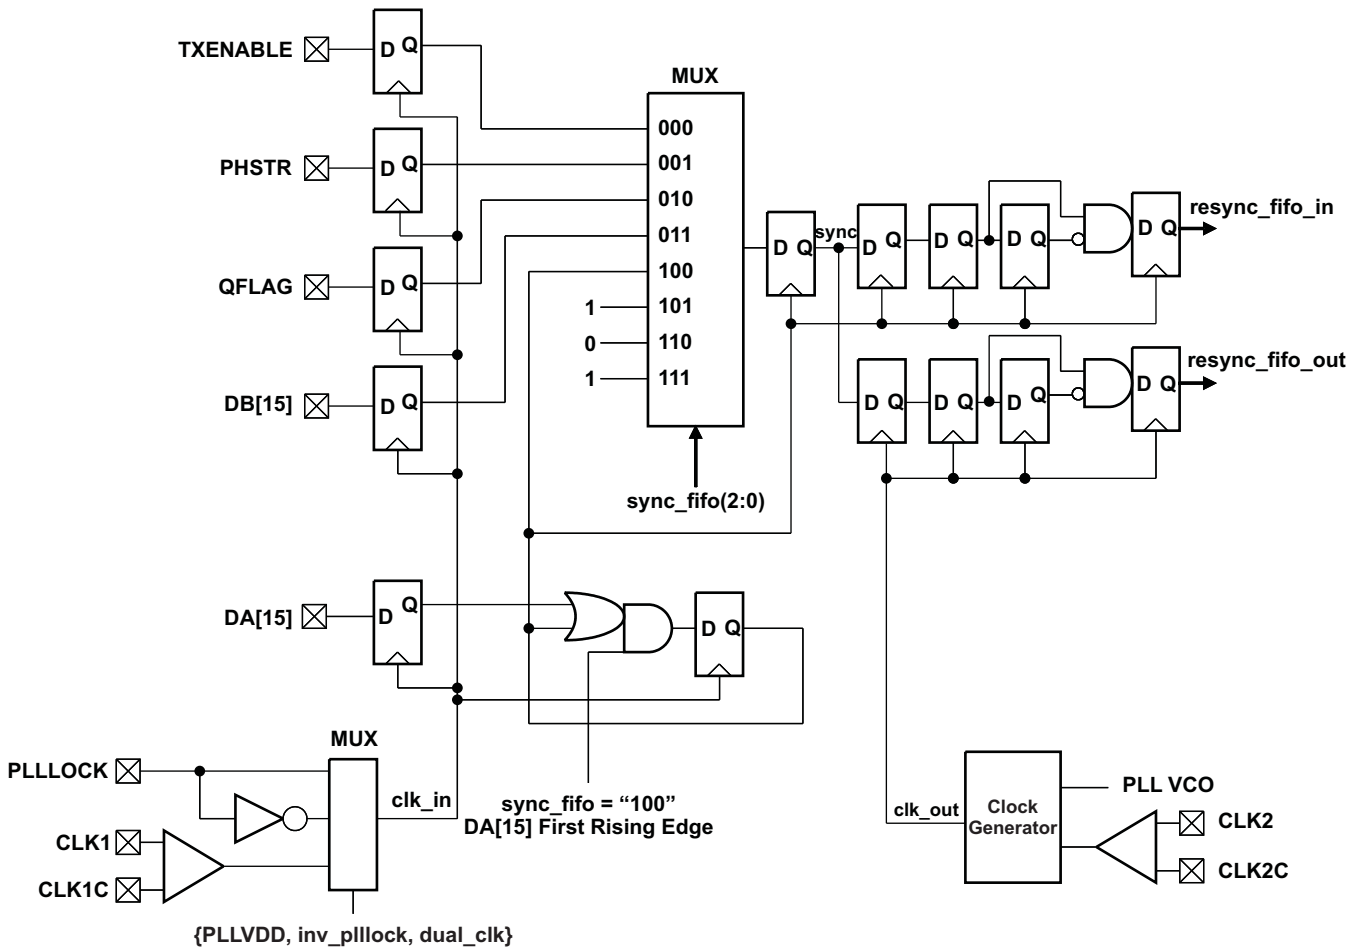 TXENABLE
D Q
PHSTR
D Q
QFLAG
D Q
DB[15]
D Q
MUX
000
001
010
011
100
1 101
0 110
1 111
sync_fifo(2:0)
D Q
sync
D Q
D Q
D Q
D Q
resync_fifo_in
D Q
D Q
D Q
D Q
resync_fifo_out
DA[15]
D Q
D Q
sync_fifo = “100”
DA[15] First Rising Edge
MUX
PLLLOCK
CLK1
CLK1C
clk_in
{PLLVDD, inv_plllock, dual_clk}
clk_out
Clock
Generator
PLL VCO
CLK2
CLK2C